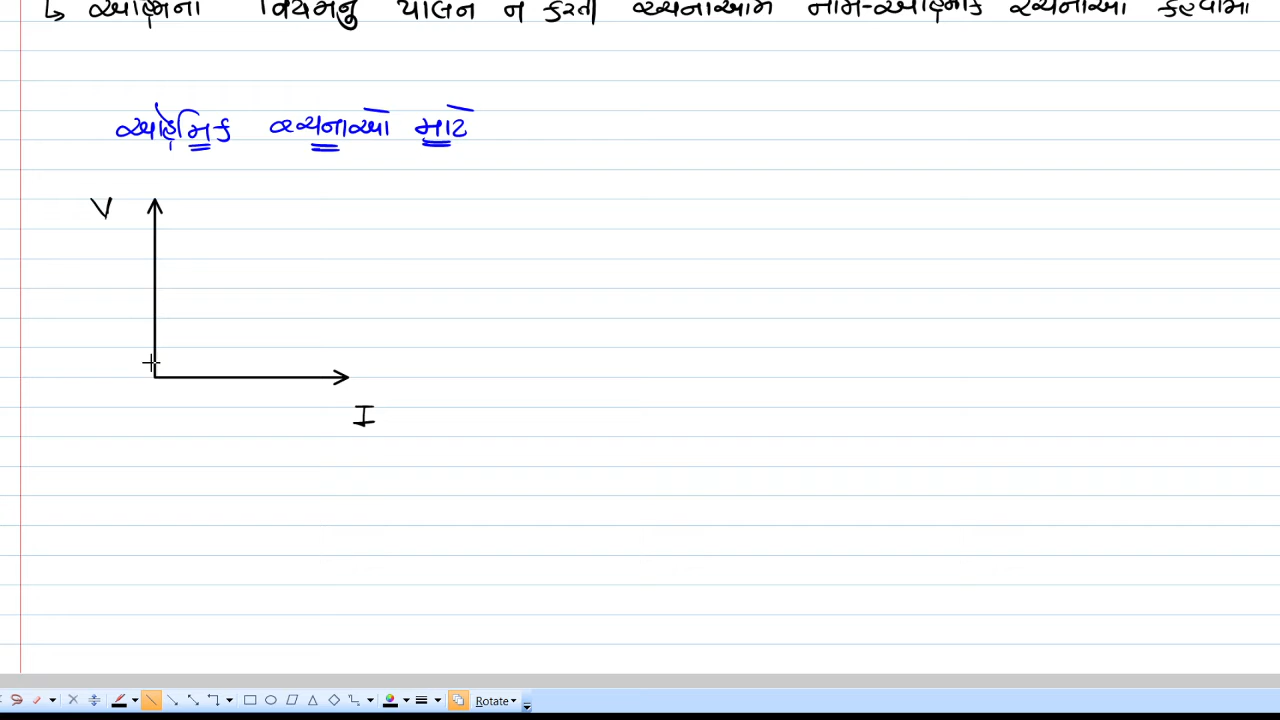 ↳ ઓહ્મના નિયમનું પાલન ન કરતી રચનાઓને નોન-ઓહ્મિક રચનાઓ કહેવામાં
ઓહ્મિક રચનાઓ માટે
V
I
Rotate